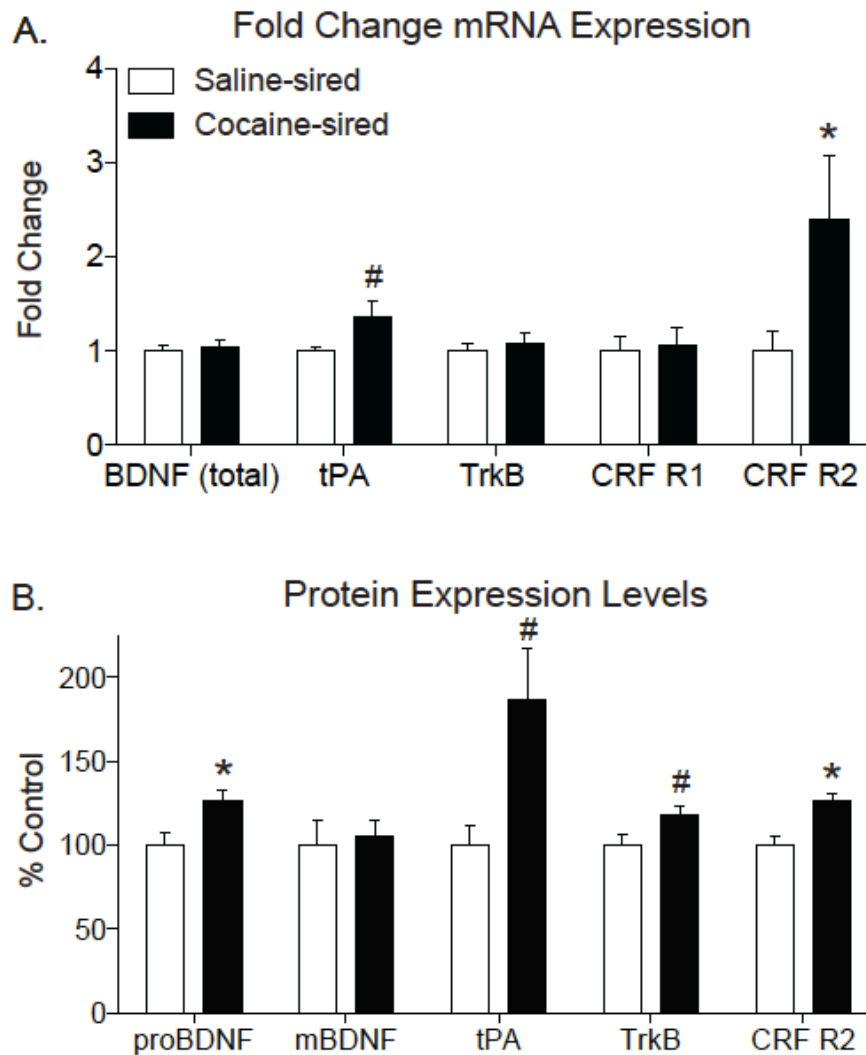 A. Fold Change mRNA Expression
Saline-sired
Cocaine-sired
Fold Change
4
3
2
1
0
*
#
BDNF (total) tPA TrkB CRF R1 CRF R2
B. Protein Expression Levels
% Control
200
150
100
50
0
* # # *
proBDNF mBDNF tPA TrkB CRF R2